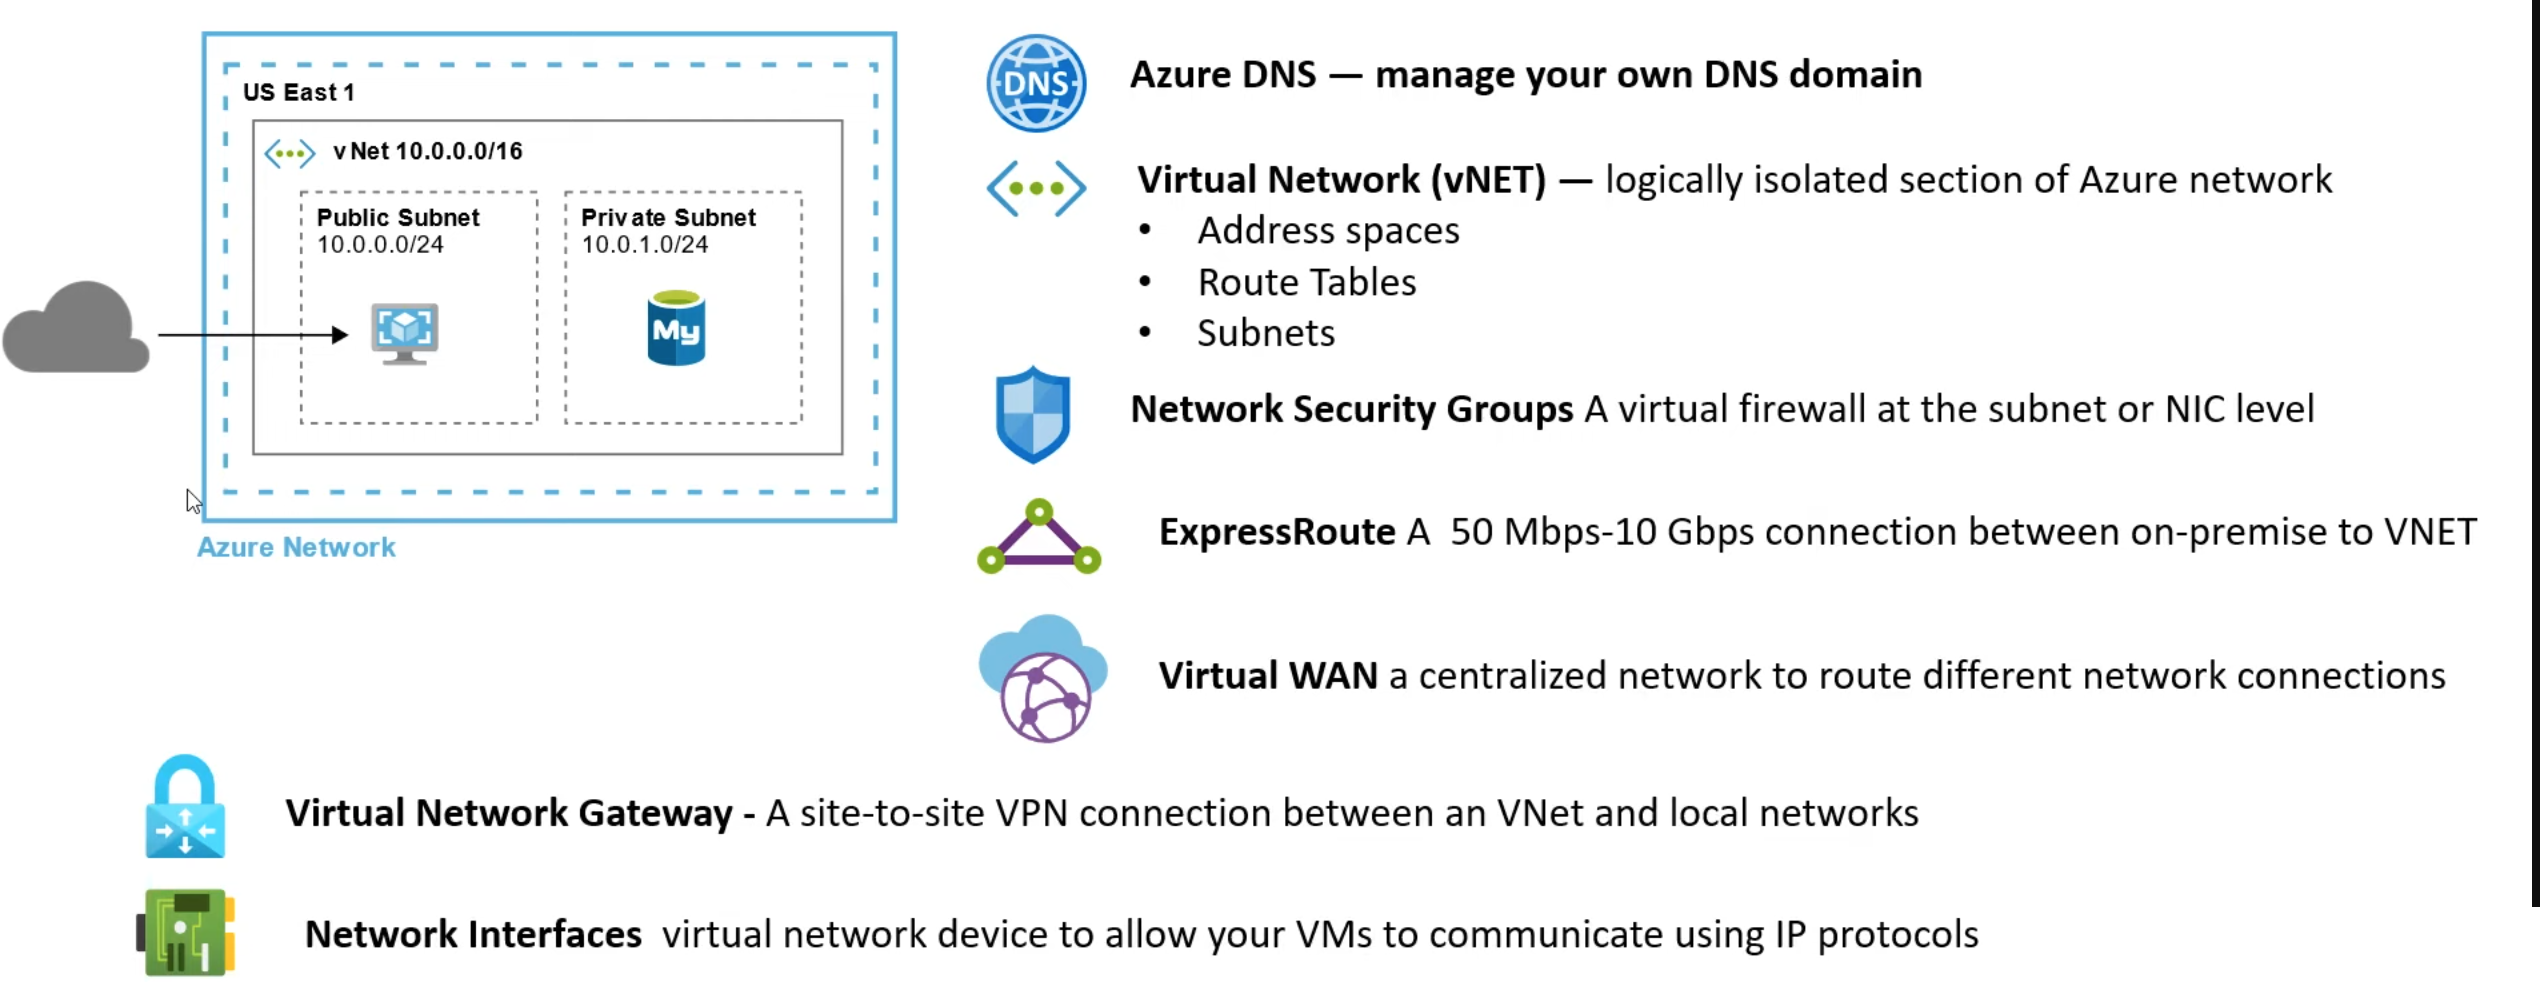 US East 1
vNet 10.0.0.0/16
Public Subnet
10.0.0.0/24
Private Subnet
10.0.1.0/24
My
Azure Network
DNS
Azure DNS — manage your own DNS domain
Virtual Network (vNET) — logically isolated section of Azure network
• Address spaces
• Route Tables
• Subnets
Network Security Groups A virtual firewall at the subnet or NIC level
ExpressRoute A 50 Mbps-10 Gbps connection between on-premise to VNET
Virtual WAN a centralized network to route different network connections
Virtual Network Gateway - A site-to-site VPN connection between an VNet and local networks
Network Interfaces virtual network device to allow your VMs to communicate using IP protocols